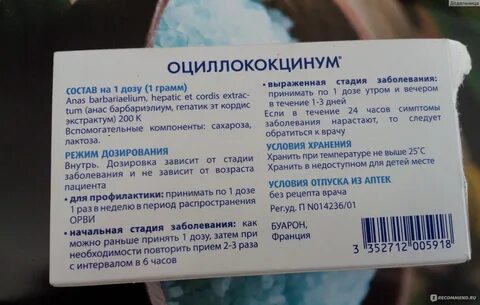 Додельница
ОЦИЛЛОКОКЦИНУМ®
СОСТАВ на 1 дозу (1 грамм)
Anas barbariaelium, hepatic et cordis extrac-
tum (анас барбариэлиум, гепатик эт кордис
экстрактум) 200 К
Вспомогательные компоненты: сахароза,
лактоза.
РЕЖИМ ДОЗИРОВАНИЯ
Внутрь. Дозировка зависит от стадии
заболевания и не зависит от возраста
пациента
• для профилактики: принимать по 1 дозе
1 раз в неделю в период распространения
ОРВИ
• начальная стадия заболевания: как
можно раньше принять 1 дозу, затем при
необходимости повторить прием 2-3 раза
с интервалом в 6 часов
• выраженная стадия заболевания:
принимать по 1 дозе утром и вечером
в течение 1-3 дней
Если в течение 24 часов симптомы
заболевания нарастают, то следует
обратиться к врачу
УСЛОВИЯ ХРАНЕНИЯ
Хранить при температуре не выше 25°С
Хранить в недоступном для детей месте
УСЛОВИЯ ОТПУСКА ИЗ АПТЕК
без рецепта врача
Рег.уд. П N014236/01
БУАРОН,
Франция
3 352712 005918
RECOMMEND.RU